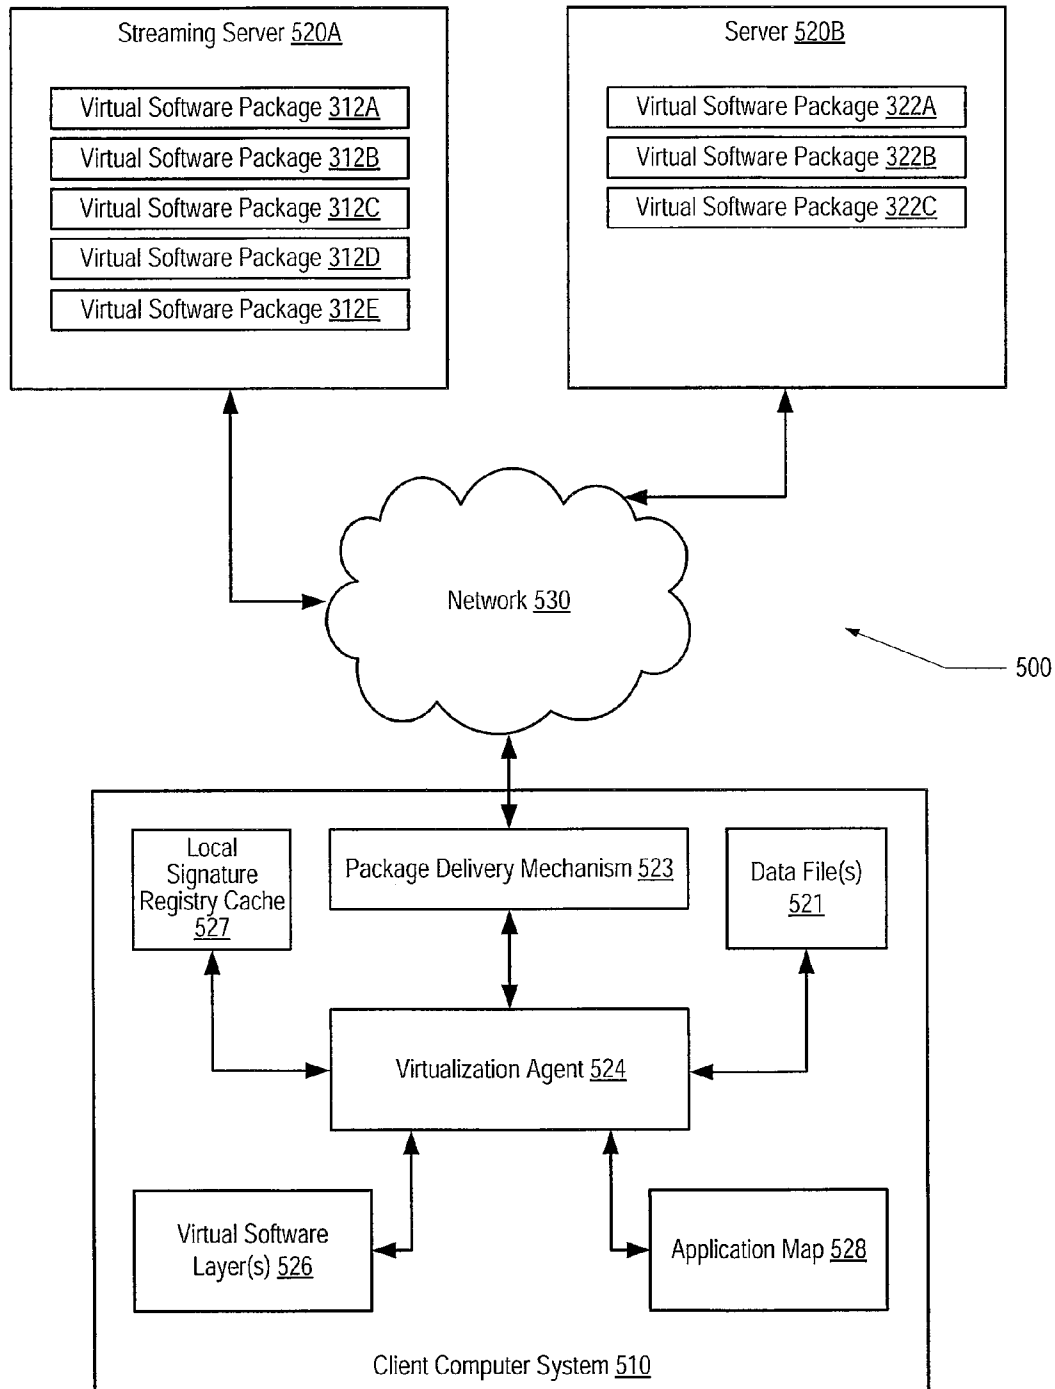 Streaming Server 520A
Virtual Software Package 312A
Virtual Software Package 312B
Virtual Software Package 312C
Virtual Software Package 312D
Virtual Software Package 312E
Server 520B
Virtual Software Package 322A
Virtual Software Package 322B
Virtual Software Package 322C
Network 530
500
Local
Signature
Registry Cache
527
Package Delivery Mechanism 523
Data File(s)
521
Virtualization Agent 524
Virtual Software
Layer(s) 526
Application Map 528
Client Computer System 510